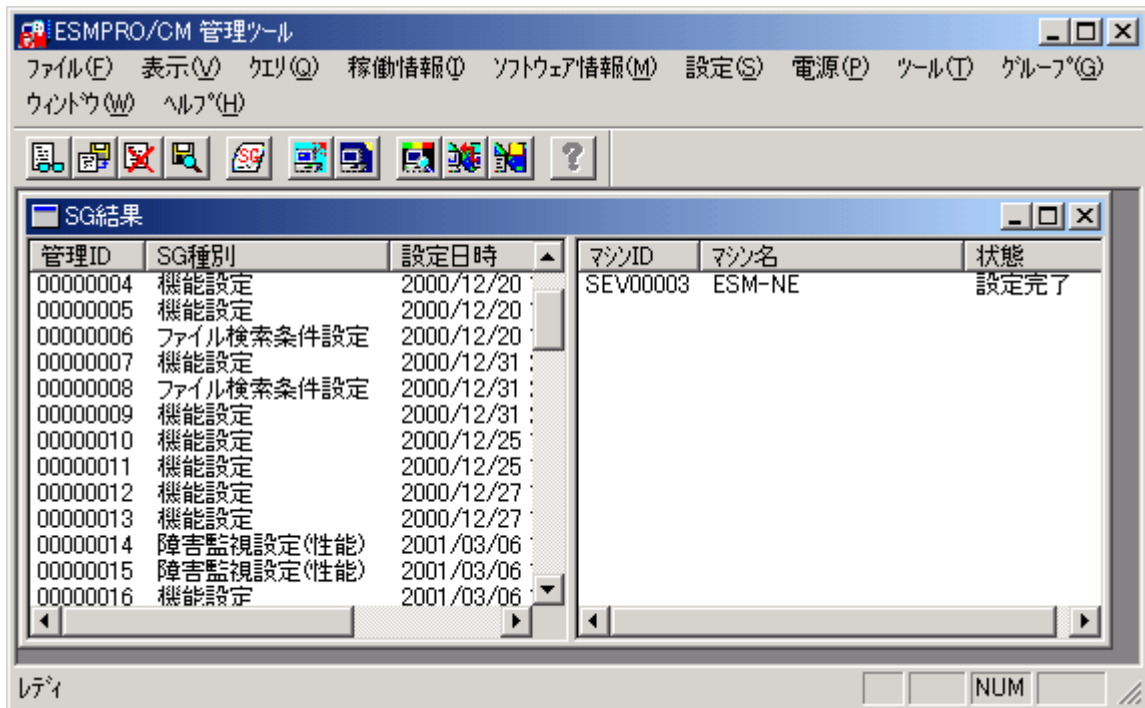 ESMPRO/CM 管理ツール
ファイル(F) 表示(V) クエリ(Q) 稼働情報(I) ソフトウェア情報(M) 設定(S) 電源(P) ツール(T) グループ(G)
ウィンドウ(W) ヘルプ(H)
SG
SG結果
管理ID SG種別 設定日時 マシンID マシン名 状態
00000004 機能設定 2000/12/20 SEV00003 ESM-NE 設定完了
00000005 機能設定 2000/12/20
00000006 ファイル検索条件設定 2000/12/20
00000007 機能設定 2000/12/31
00000008 ファイル検索条件設定 2000/12/31
00000009 機能設定 2000/12/31
00000010 機能設定 2000/12/25
00000011 機能設定 2000/12/25
00000012 機能設定 2000/12/27
00000013 機能設定 2000/12/27
00000014 障害監視設定(性能) 2001/03/06
00000015 障害監視設定(性能) 2001/03/06
00000016 機能設定 2001/03/06
レディ NUM